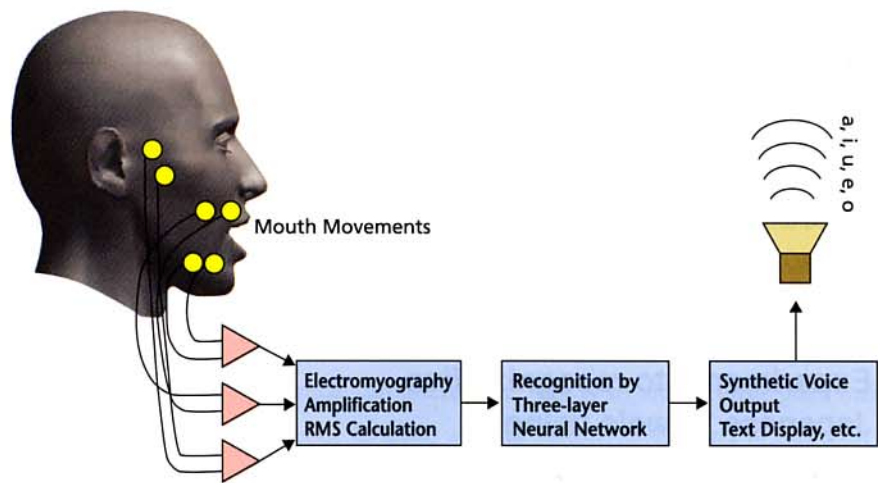 Mouth Movements
a, i, u, e, o
Electromyography
Amplification
RMS Calculation
Recognition by
Three-layer
Neural Network
Synthetic Voice
Output
Text Display, etc.